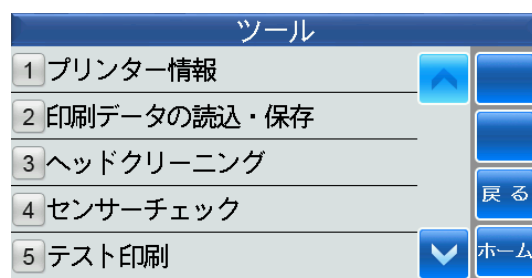 ツール
1 プリンター情報
2 印刷データの読込・保存
3 ヘッドクリーニング
4 センサーチェック
戻る
5 テスト印刷
ホーム